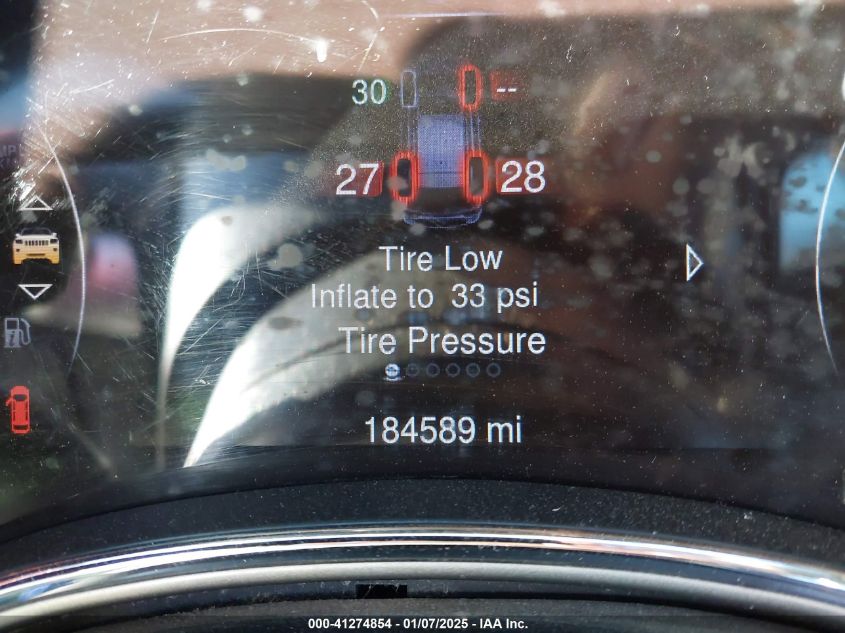 30 --
27 28
Tire Low
Inflate to 33 psi
Tire Pressure
184589 mi
000-41274854 - 01/07/2025 - IAA Inc.